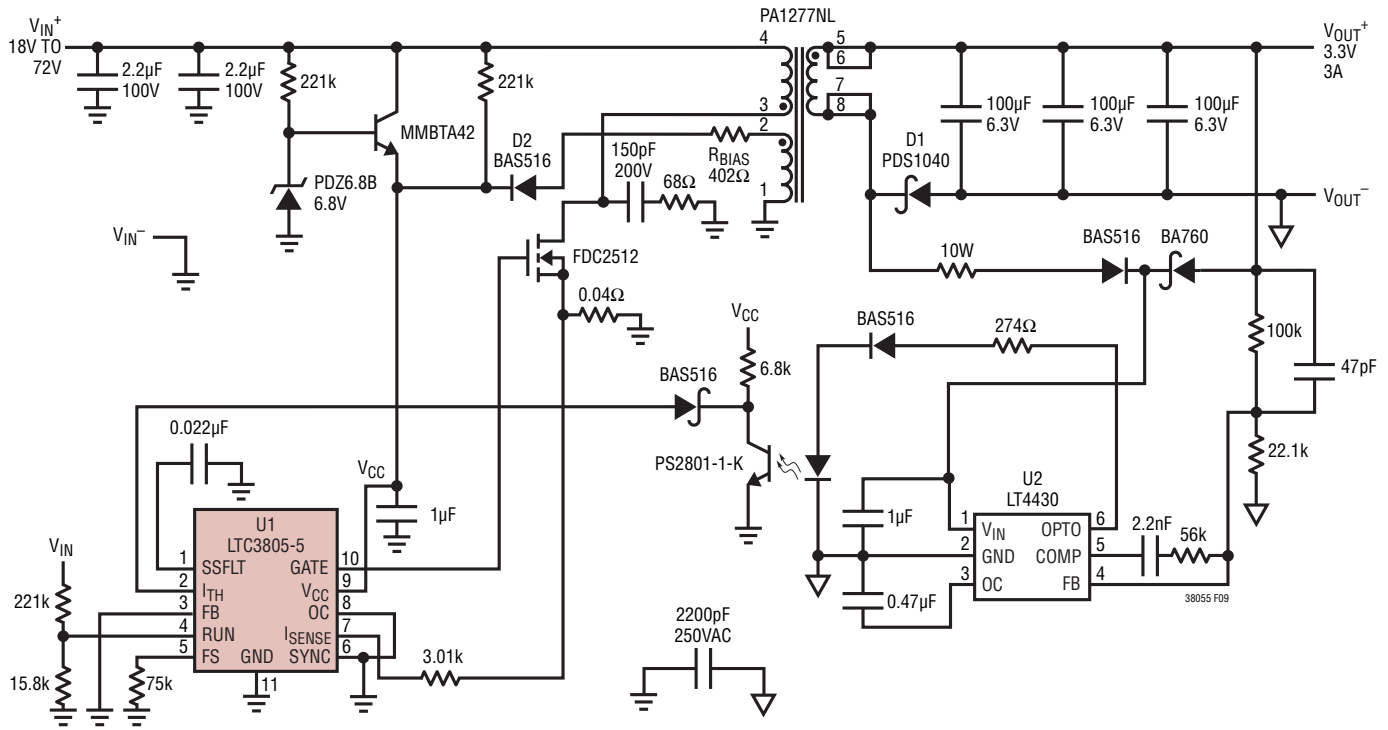 PA1277NL
VIN+
18V TO
72V
2.2µF
100V
2.2µF
100V
221k
MMBTA42
221k
PDZ6.8B
6.8V
VIN−
D2
BAS516
150pF
200V
68Ω
RBIAS
402Ω
4
3
2
1
5
6
7
8
D1
PDS1040
100µF
6.3V
100µF
6.3V
100µF
6.3V
VOUT+
3.3V
3A
VOUT−
FDC2512
0.04Ω
10W
BAS516
BA760
VCC
6.8k
BAS516
BAS516
274Ω
100k
47pF
22.1k
0.022µF
VCC
1µF
PS2801-1-K
VIN
221k
15.8k
75k
U1
LTC3805-5
1
SSFLT
2
ITH
3
FB
4
RUN
5
FS
GND
11
GATE
10
VCC
9
OC
8
ISENSE
7
SYNC
6
3.01k
2200pF
250VAC
1µF
0.47µF
U2
LT4430
1
VIN
2
GND
3
OC
OPTO
6
COMP
5
FB
4
2.2nF
56k
38055 F09